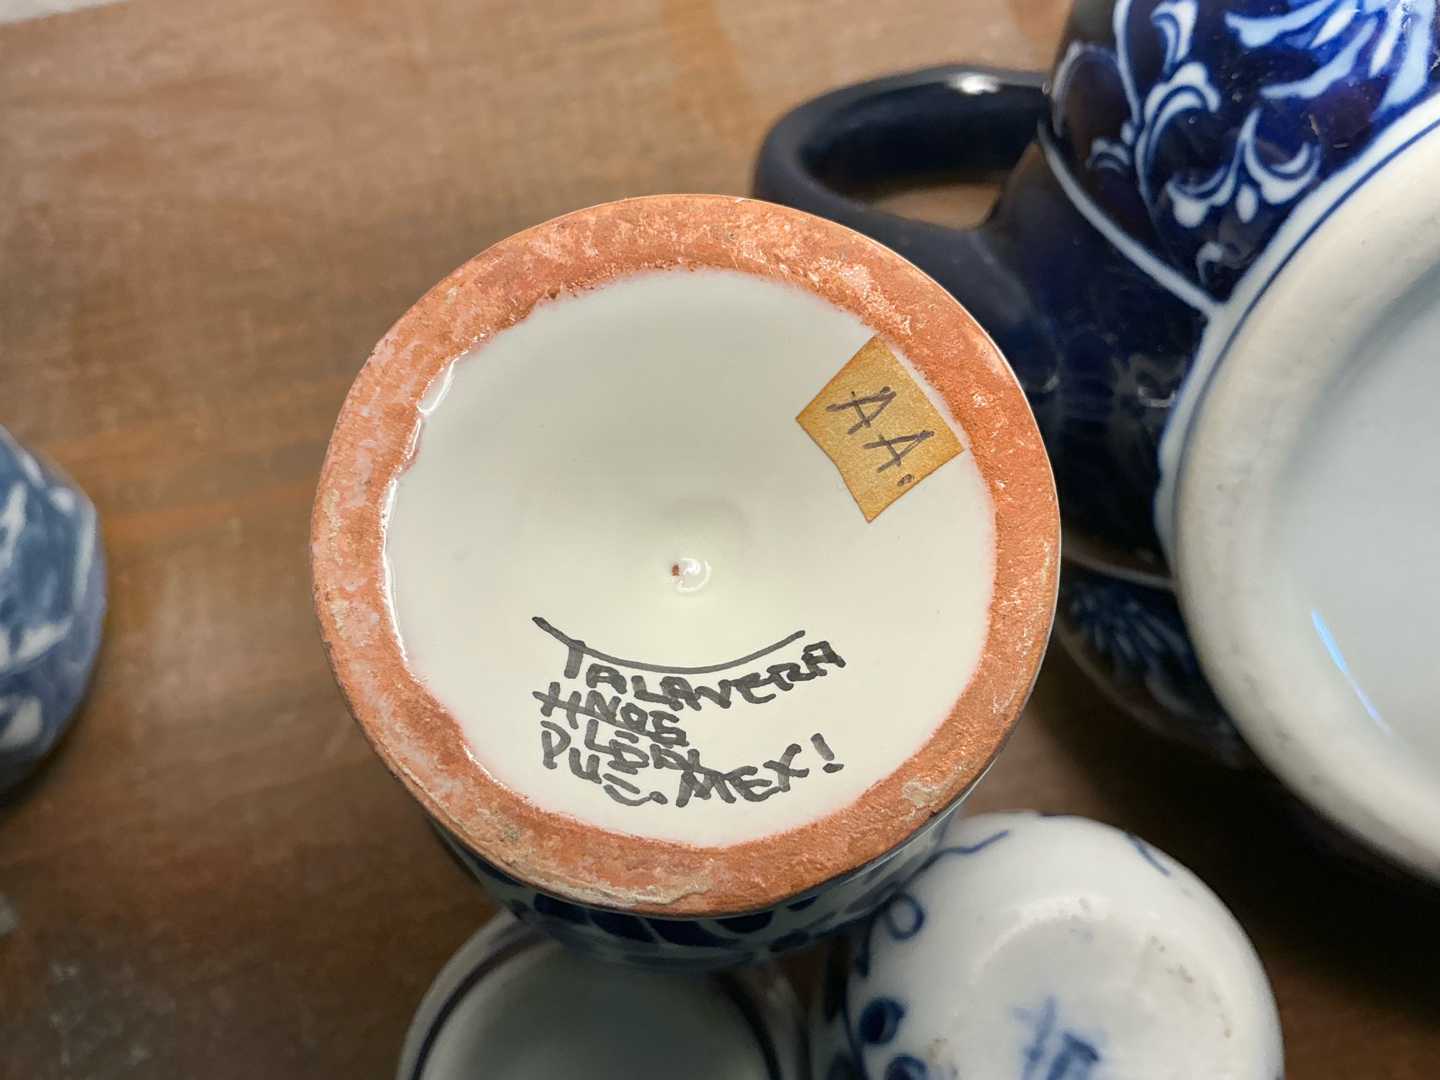 AA.
TALAVERA
HNOS
PUE. MEX!